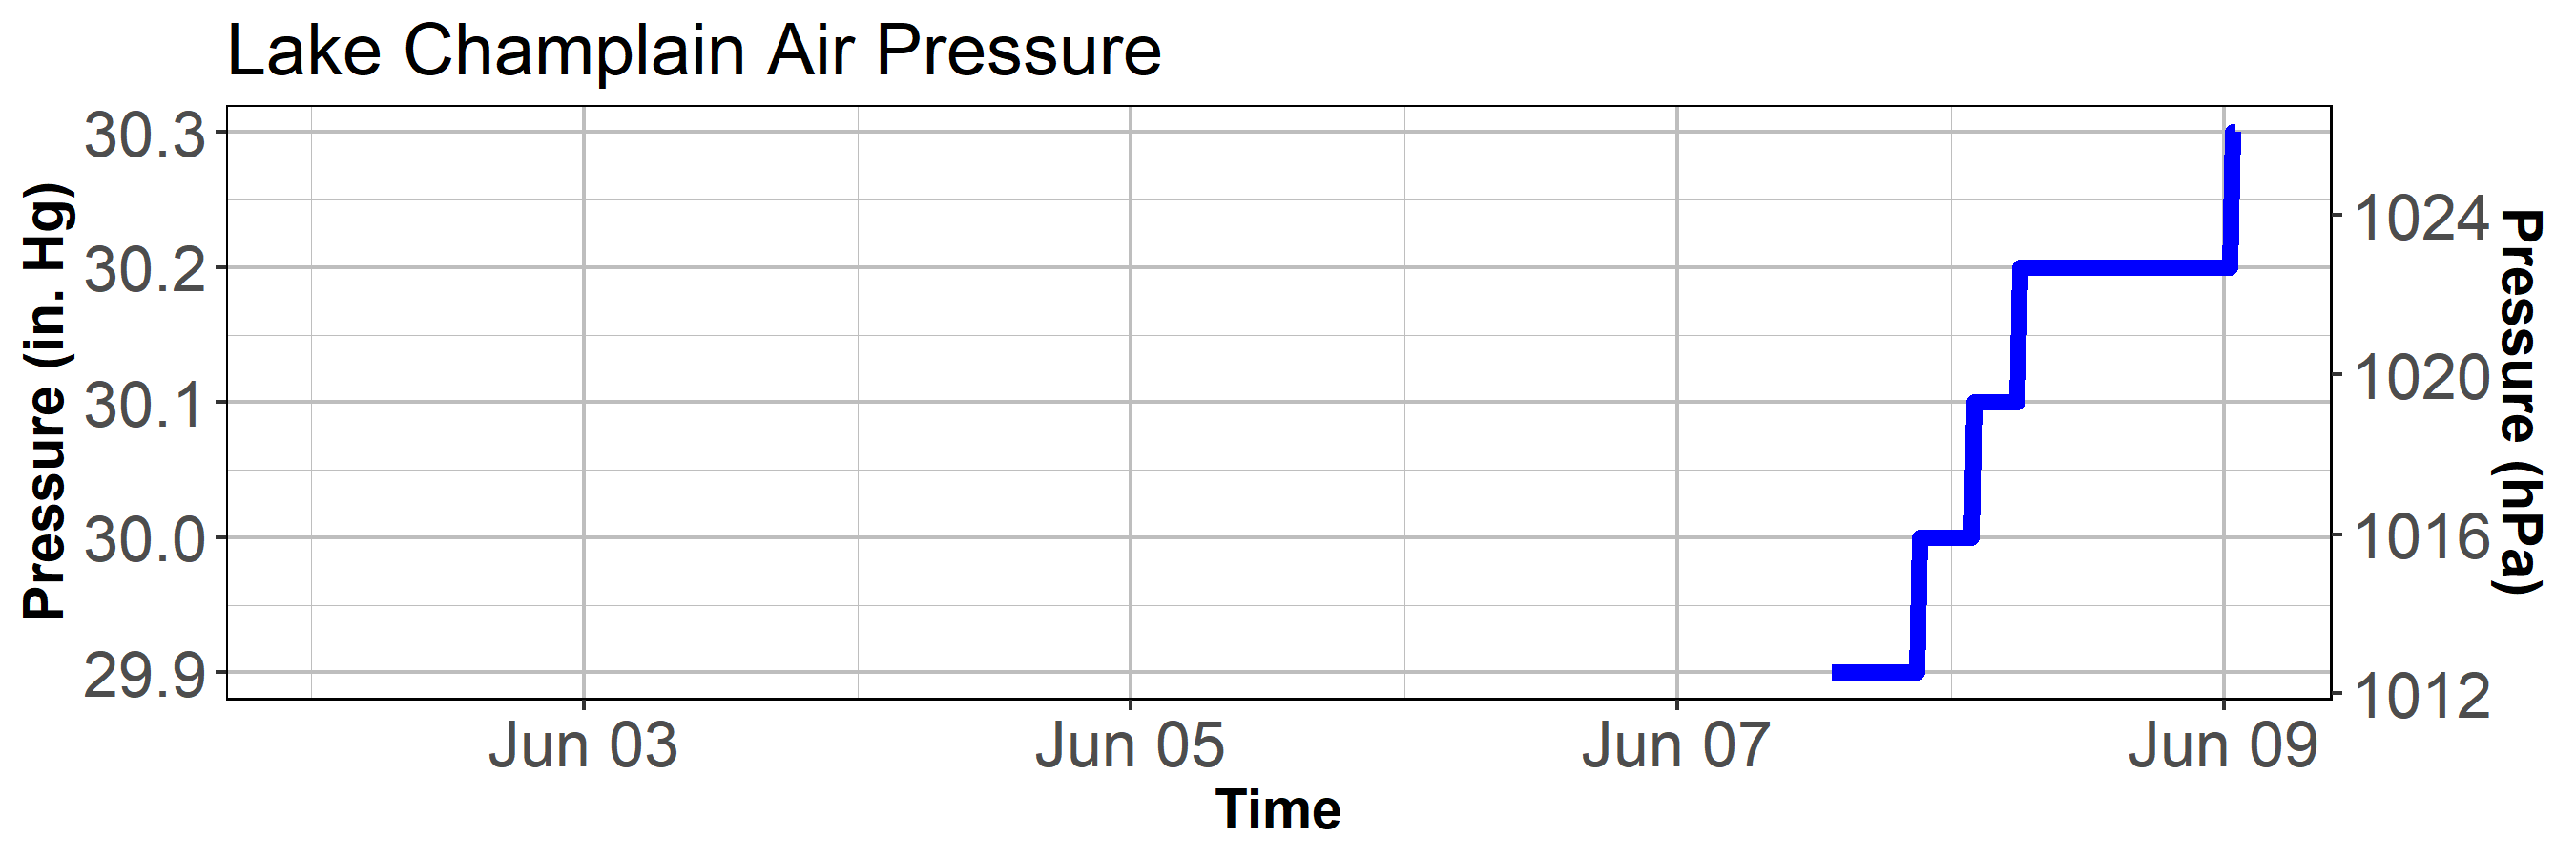 Lake Champlain Air Pressure
30.3
30.2
30.1
30.0
29.9
Pressure (in. Hg)
1024
1020
1016
1012
Pressure (hPa)
Jun 03
Jun 05
Jun 07
Jun 09
Time